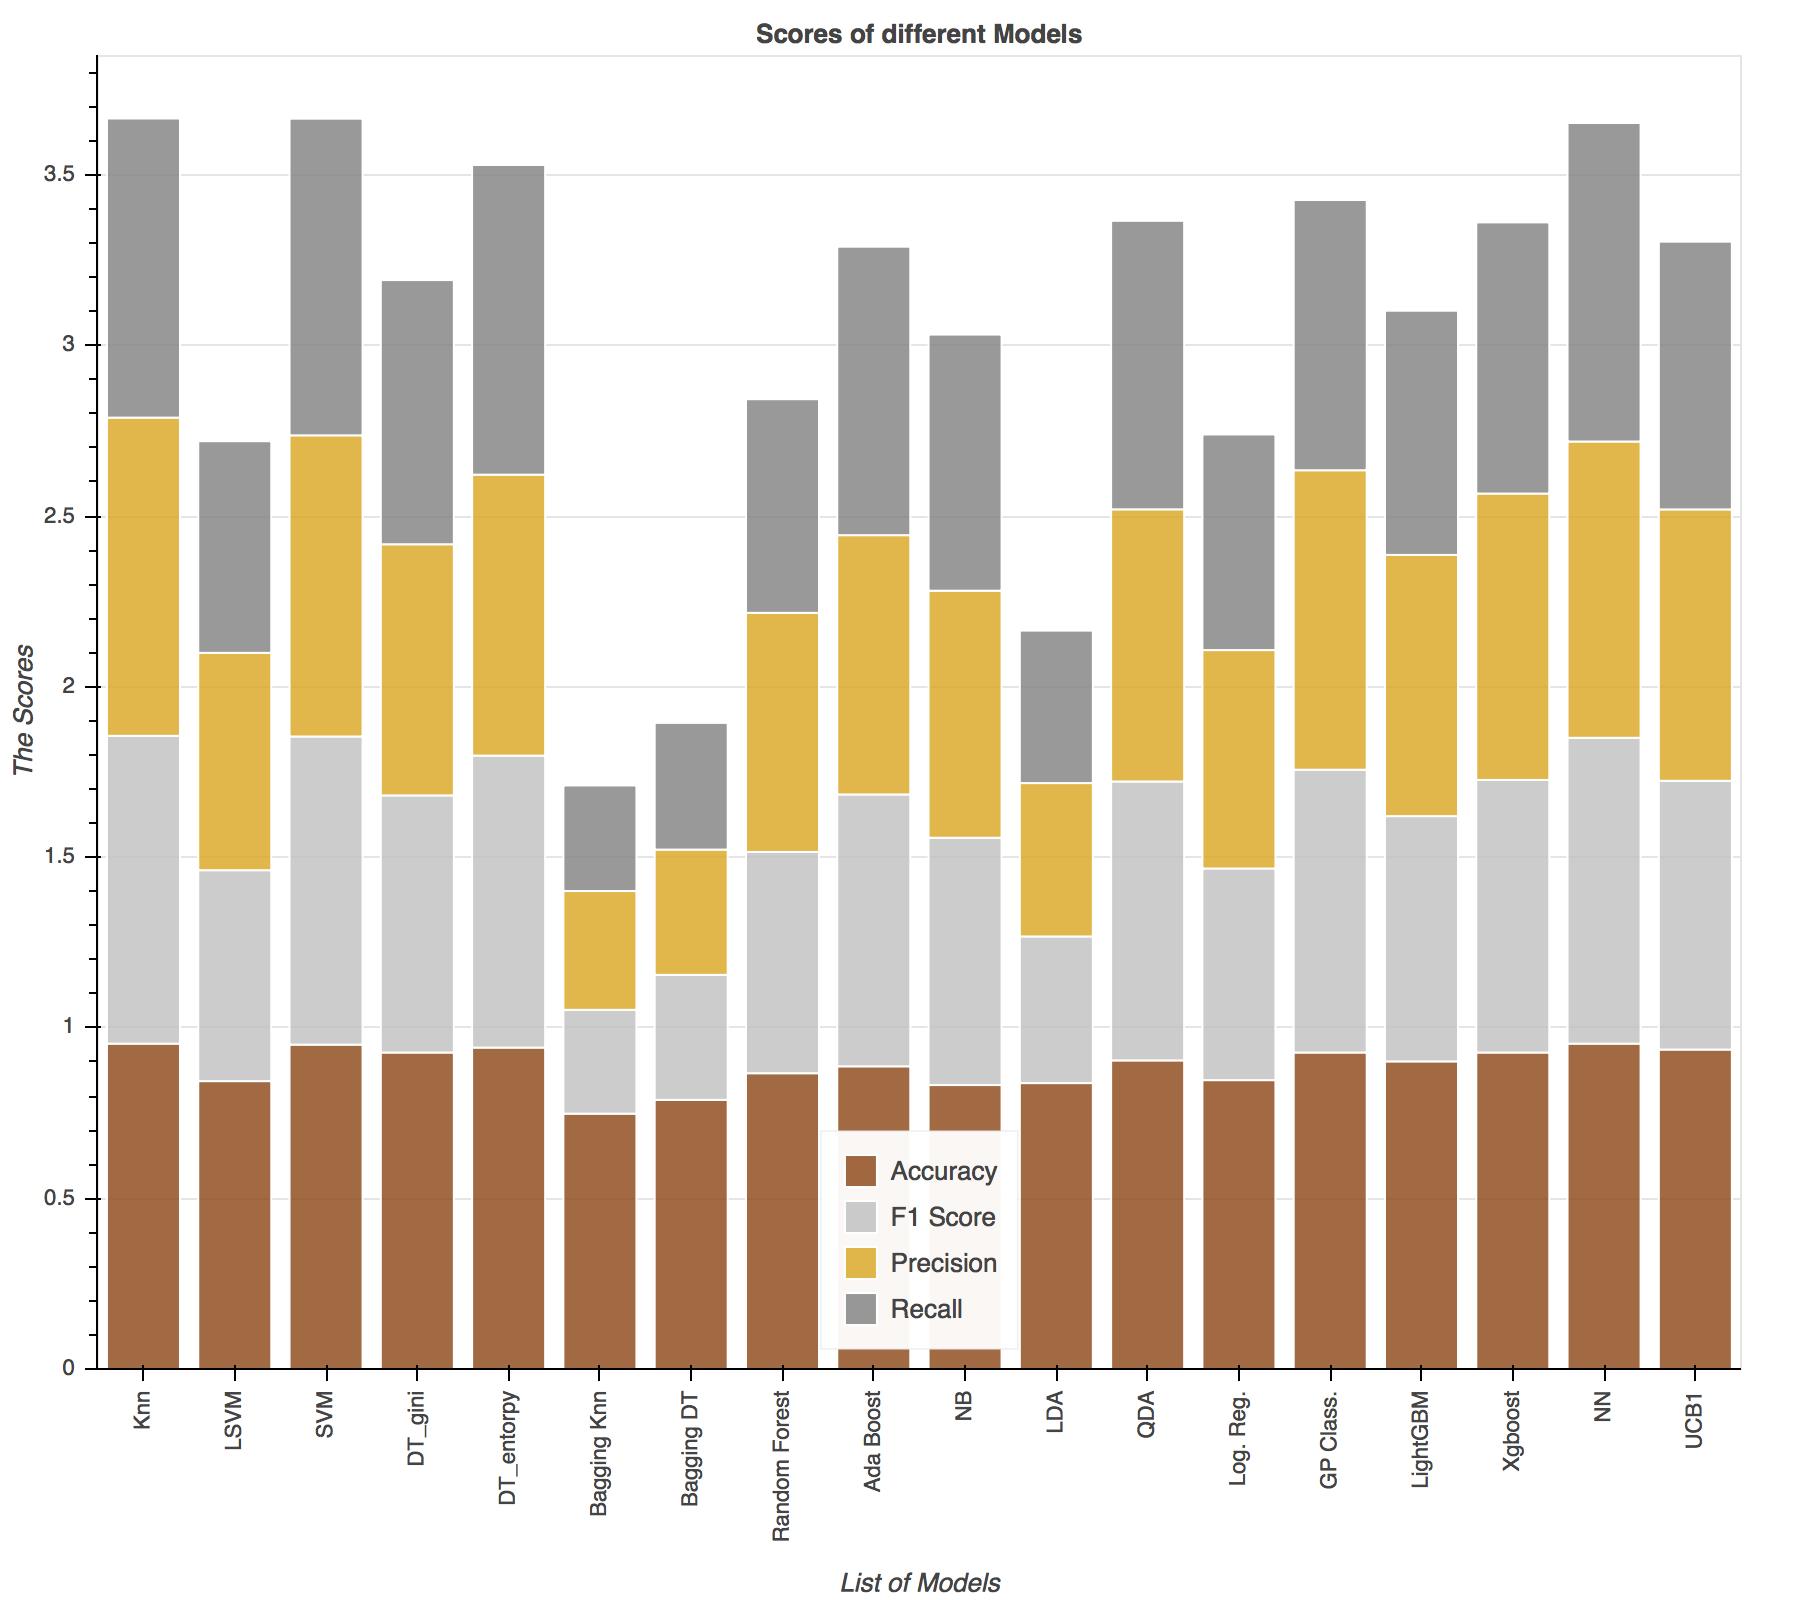 Scores of different Models
The Scores
3.5
3
2.5
2
1.5
1
0.5
0
Accuracy
F1 Score
Precision
Recall
Knn
LSVM
SVM
DT_gini
DT_entorpy
Bagging Knn
Bagging DT
Random Forest
Ada Boost
NB
LDA
QDA
Log. Reg.
GP Class.
LightGBM
Xgboost
NN
UCB1
List of Models